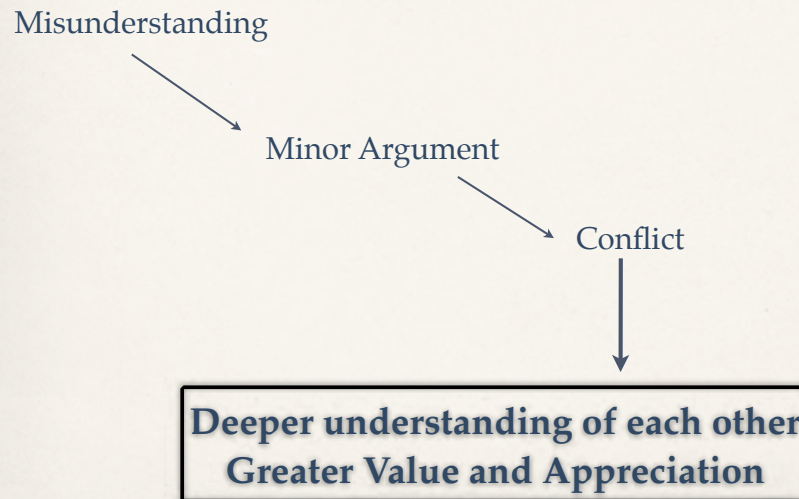 Misunderstanding
Minor Argument
Conflict
Deeper understanding of each other
Greater Value and Appreciation